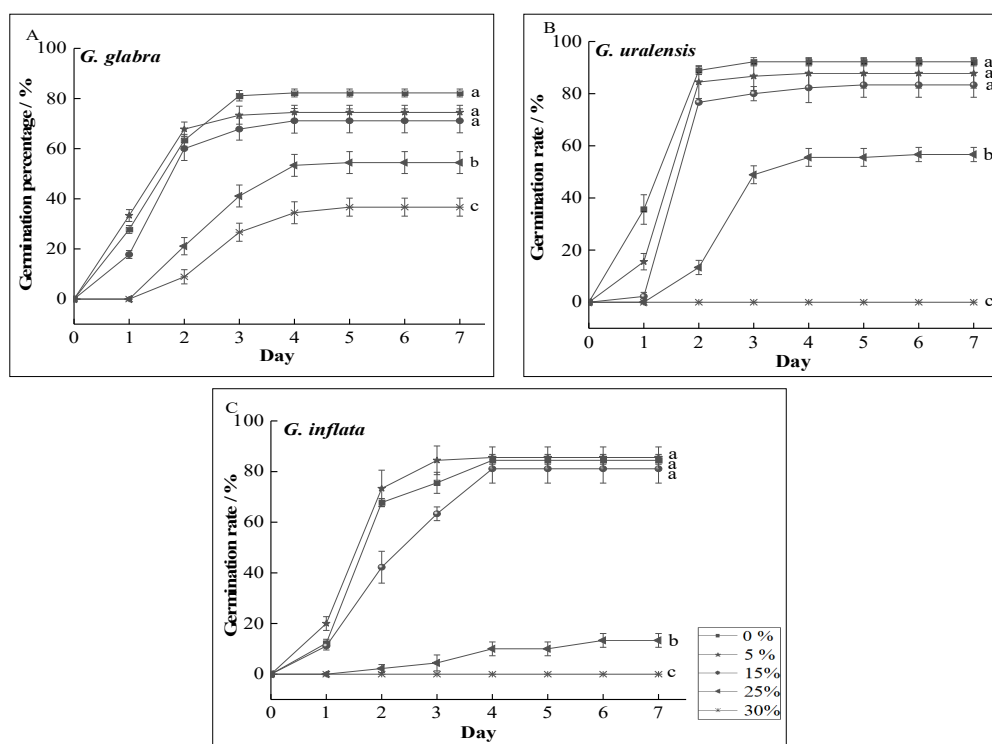 A
G. glabra
100
80
60
40
20
0
Germination percentage / %
a
a
a
b
c
0 1 2 3 4 5 6 7
Day
B
G. uralensis
100
80
60
40
20
0
Germination rate / %
a
a
a
b
c
0 1 2 3 4 5 6 7
Day
C
G. inflata
100
80
60
40
20
0
Germination rate / %
a
a
a
b
c
0 1 2 3 4 5 6 7
Day
0 %
5 %
15%
25%
30%